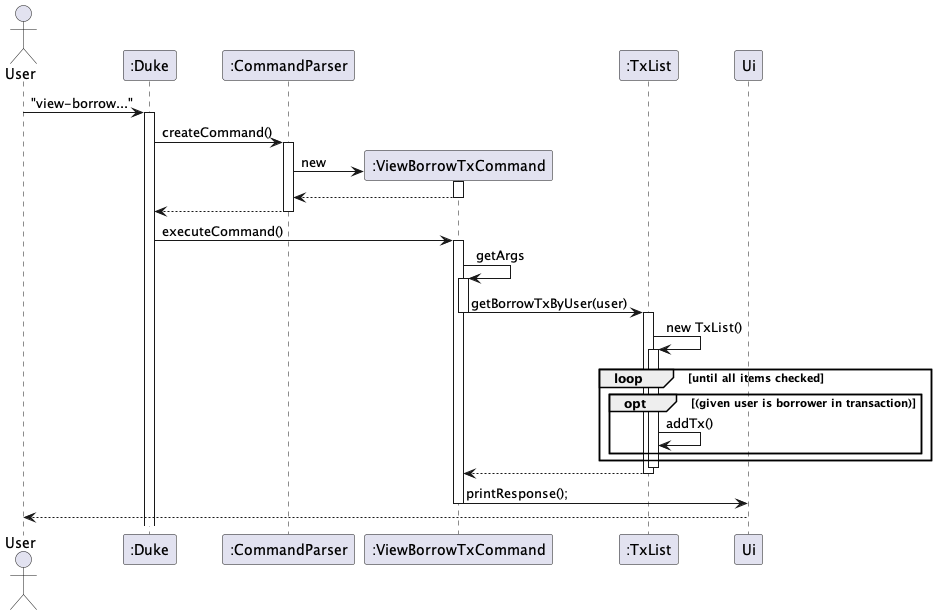 User
:Duke
:CommandParser
:TxList
Ui
"view-borrow..."
createCommand()
new
:ViewBorrowTxCommand
executeCommand()
getArgs
getBorrowTxByUser(user)
new TxList()
loop
[until all items checked]
opt
[(given user is borrower in transaction)]
addTx()
printResponse();
User
:Duke
:CommandParser
:ViewBorrowTxCommand
:TxList
Ui